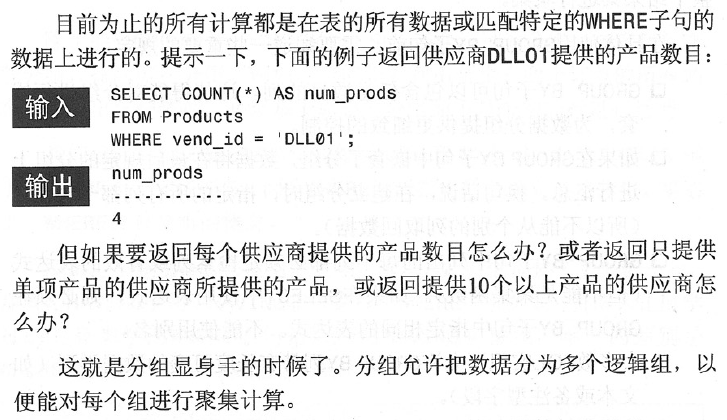 目前为止的所有计算都是在表的所有数据或匹配特定的WHERE子句的
数据上进行的。提示一下，下面的例子返回供应商DLL01提供的产品数目：
输入
SELECT COUNT(*) AS num_prods
FROM Products
WHERE vend_id = 'DLL01';
输出
num_prods
-----------
4
但如果要返回每个供应商提供的产品数目怎么办？或者返回只提供
单项产品的供应商所提供的产品，或返回提供10个以上产品的供应商怎
么办？
这就是分组显身手的时候了。分组允许把数据分为多个逻辑组，以
便能对每个组进行聚集计算。